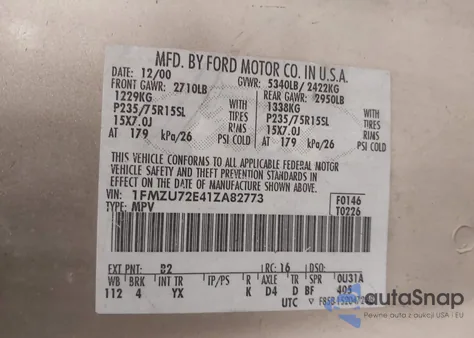 MFD. BY FORD MOTOR CO. IN U.S.A.
DATE: 12/00 GVWR: 5340LB/ 2422KG
FRONT GAWR: 2710LB REAR GAWR: 2950LB
1229KG WITH 1338KG WITH
P235/75R15SL TIRES P235/75R15SL TIRES
15X7.0J RIMS 15X7.0J RIMS
AT 179 kPa/26 PSI COLD AT 179 kPa/26 PSI COLD
THIS VEHICLE CONFORMS TO ALL APPLICABLE FEDERAL MOTOR
VEHICLE SAFETY AND THEFT PREVENTION STANDARDS IN
EFFECT ON THE DATE OF MANUFACTURE SHOWN ABOVE.
VIN: 1FMZU72E41ZA82773 F0146
TYPE: MPV T0226
EXT PNT: B2 RC: 16 DSO:
WB BRK INT TR TP/PS R AXLE TR SPR 0U31A
112 4 YX K D4 D BF 405
UTC
autoSnap
Pewne auto z USA i EU